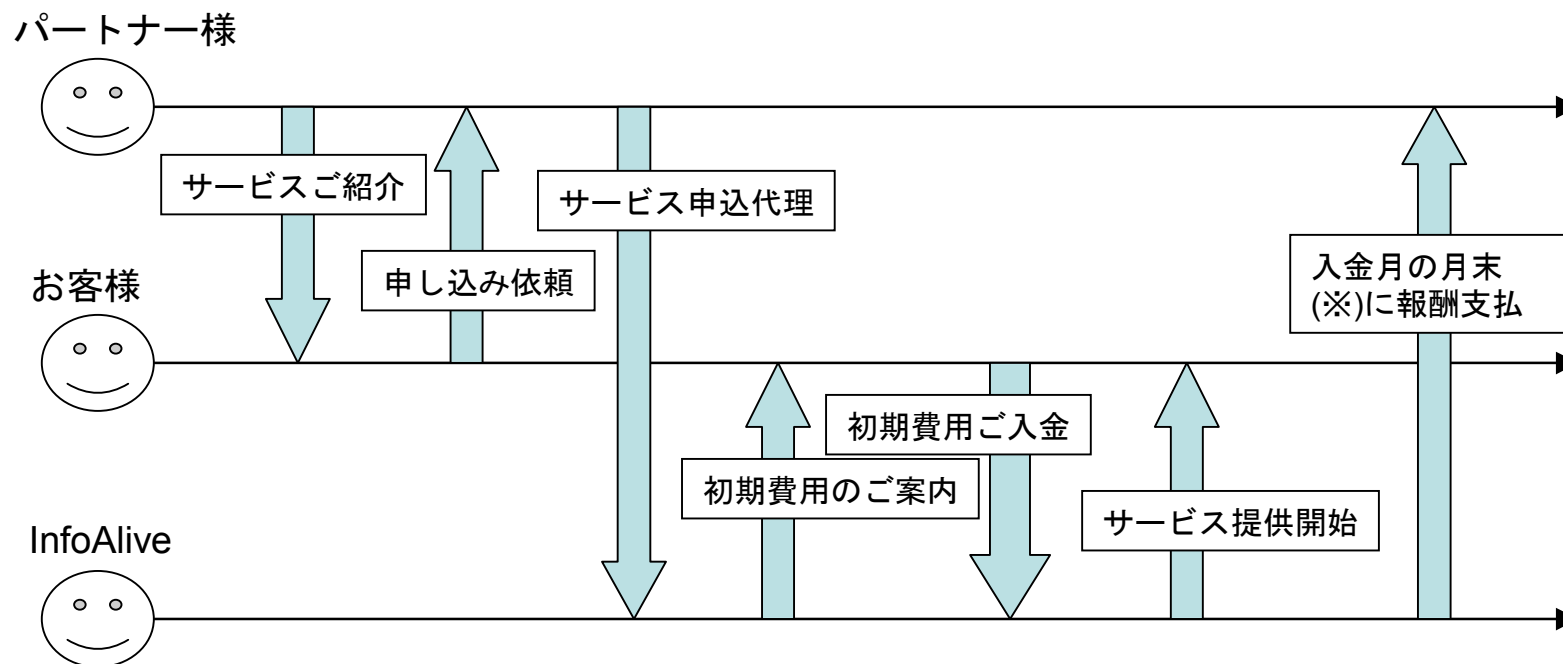 パートナー様
サービスご紹介
サービス申込代理
申し込み依頼
入金月の月末
(※)に報酬支払
お客様
初期費用ご入金
初期費用のご案内
サービス提供開始
InfoAlive